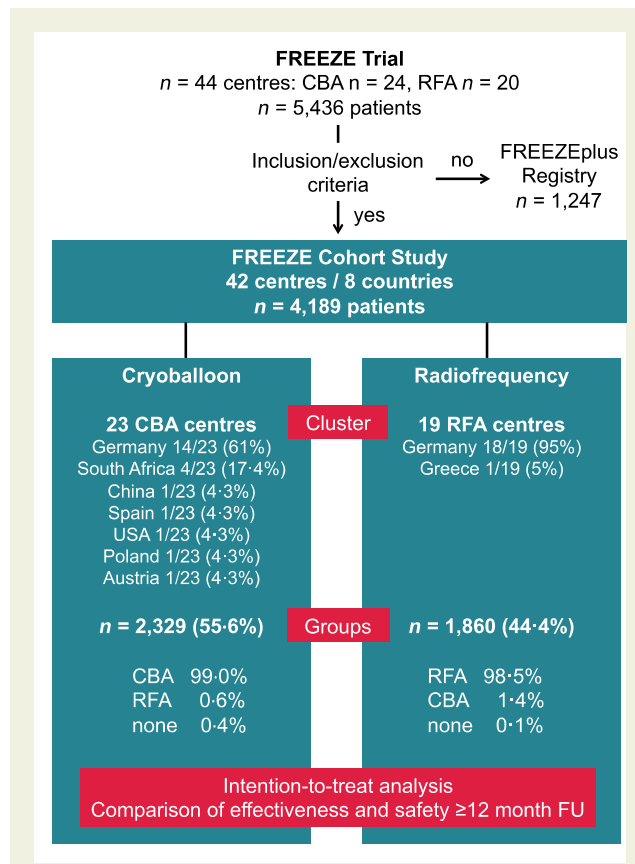 FREEZE Trial
n = 44 centres: CBA n = 24, RFA n = 20
n = 5,436 patients
Inclusion/exclusion
criteria
no
FREEZEplus
Registry
n = 1,247
yes
FREEZE Cohort Study
42 centres / 8 countries
n = 4,189 patients
Cryoballoon
23 CBA centres
Germany 14/23 (61%)
South Africa 4/23 (17·4%)
China 1/23 (4·3%)
Spain 1/23 (4·3%)
USA 1/23 (4·3%)
Poland 1/23 (4·3%)
Austria 1/23 (4·3%)
Cluster
Radiofrequency
19 RFA centres
Germany 18/19 (95%)
Greece 1/19 (5%)
n = 2,329 (55·6%)
Groups
n = 1,860 (44·4%)
CBA 99·0%
RFA 0·6%
none 0·4%
RFA 98·5%
CBA 1·4%
none 0·1%
Intention-to-treat analysis
Comparison of effectiveness and safety ≥12 month FU